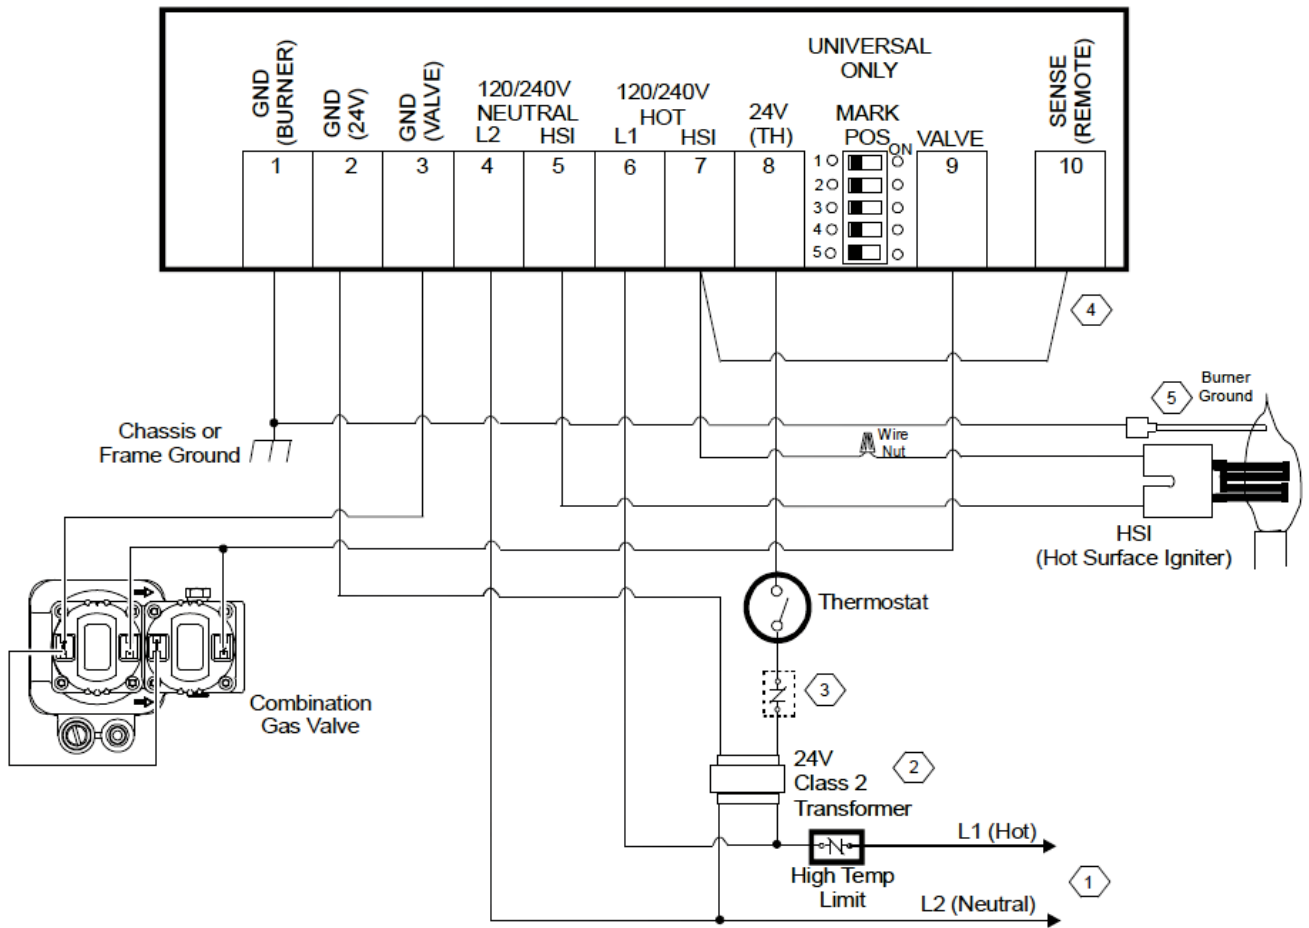 UNIVERSAL
ONLY
GND
(BURNER)
GND
(24V)
GND
(VALVE)
120/240V
NEUTRAL
L2 HSI
120/240V
HOT
L1 HSI
24V
(TH)
MARK
POS
ON
VALVE
SENSE
(REMOTE)
1 2 3 4 5 6 7 8 9 10
1
2
3
4
5
4
5
Burner
Ground
Chassis or
Frame Ground
Wire
Nut
HSI
(Hot Surface Igniter)
Thermostat
3
Combination
Gas Valve
24V
Class 2
Transformer
2
L1 (Hot)
High Temp
Limit
1
L2 (Neutral)